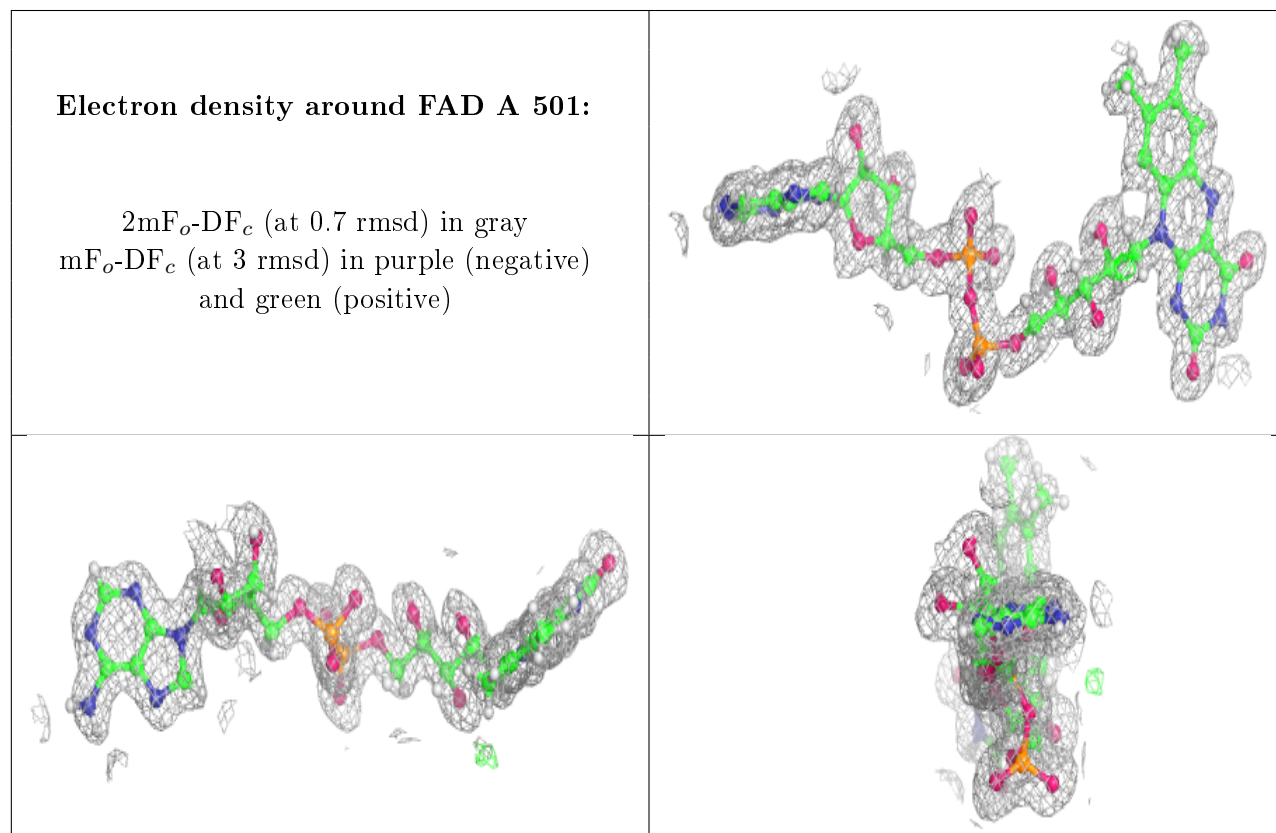 Electron density around FAD A 501:
2mFₒ-DF𝒸 (at 0.7 rmsd) in gray
mFₒ-DF𝒸 (at 3 rmsd) in purple (negative)
and green (positive)